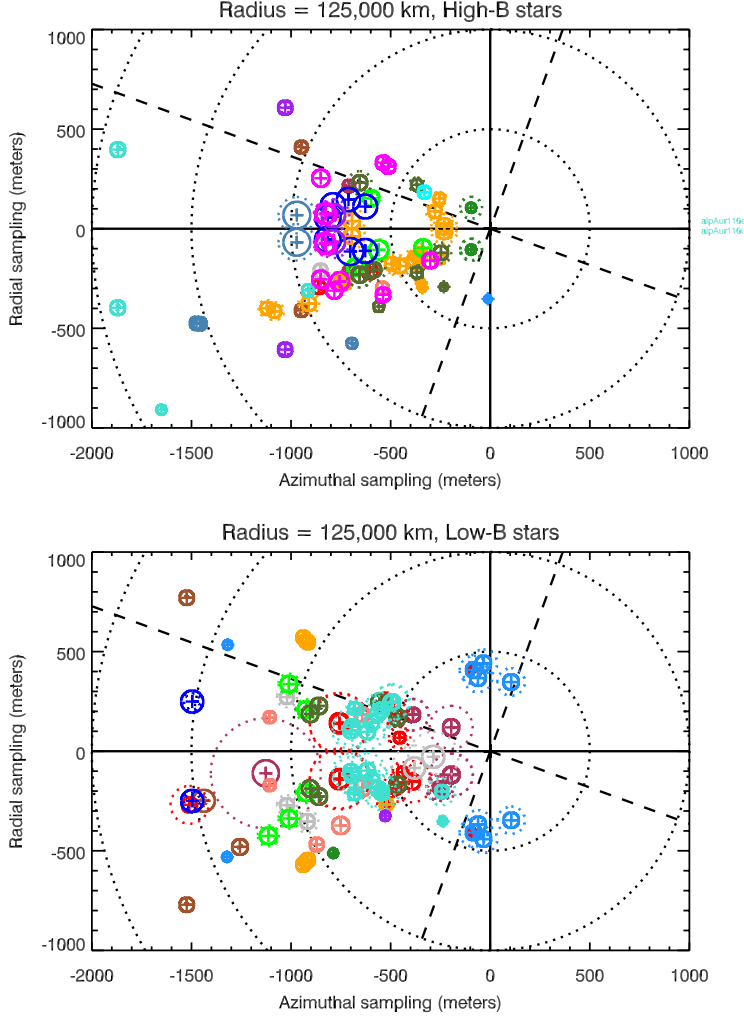 Radius = 125,000 km, High-B stars
1000
500
0
-500
-1000
Radial sampling (meters)
-2000 -1500 -1000 -500 0 500 1000
Azimuthal sampling (meters)
Radius = 125,000 km, Low-B stars
1000
500
0
-500
-1000
Radial sampling (meters)
-2000 -1500 -1000 -500 0 500 1000
Azimuthal sampling (meters)